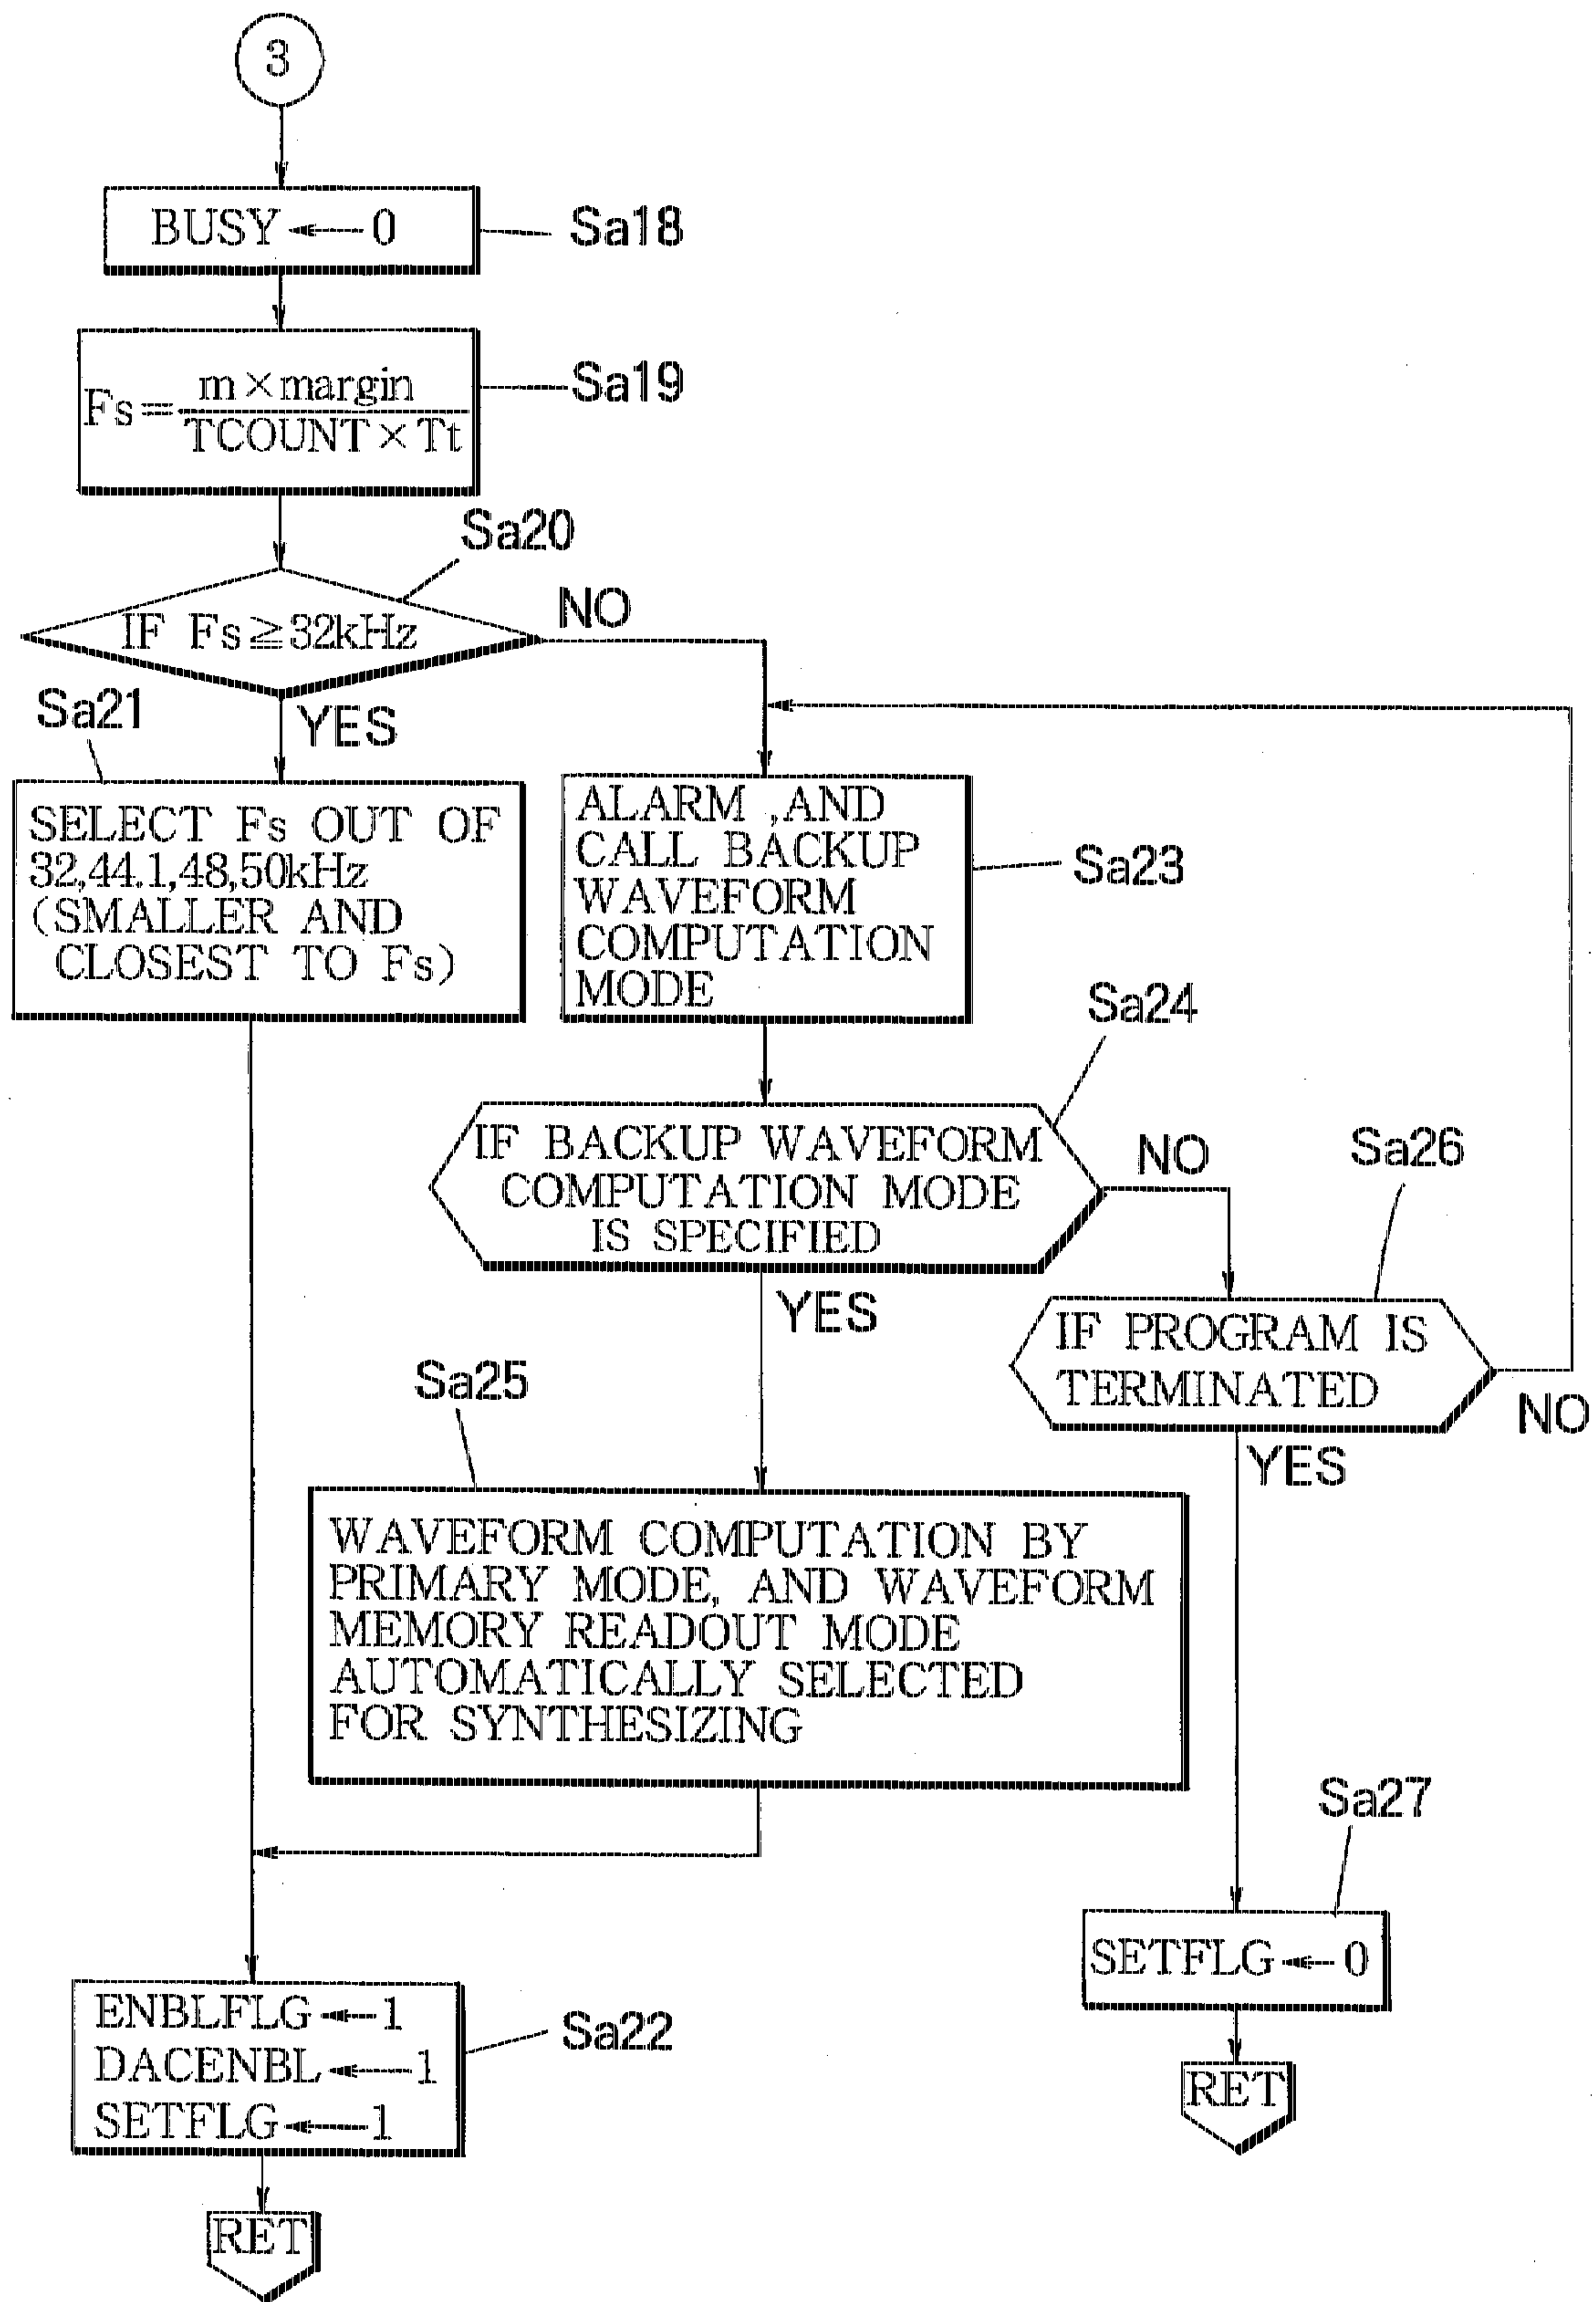 3
BUSY←0
Sa18
Fs=m×margin/TCOUNT×Tt
Sa19
Sa20
IF Fs≧32kHz
NO
Sa21
YES
SELECT Fs OUT OF
32,44.1,48,50kHz
(SMALLER AND
CLOSEST TO Fs)
ALARM ,AND
CALL BACKUP
WAVEFORM
COMPUTATION
MODE
Sa23
Sa24
IF BACKUP WAVEFORM
COMPUTATION MODE
IS SPECIFIED
NO
Sa26
YES
IF PROGRAM IS
TERMINATED
NO
YES
Sa25
WAVEFORM COMPUTATION BY
PRIMARY MODE, AND WAVEFORM
MEMORY READOUT MODE
AUTOMATICALLY SELECTED
FOR SYNTHESIZING
Sa27
SETFLG←0
RET
ENBLFLG←1
DACENBL←1
SETFLG←1
Sa22
RET